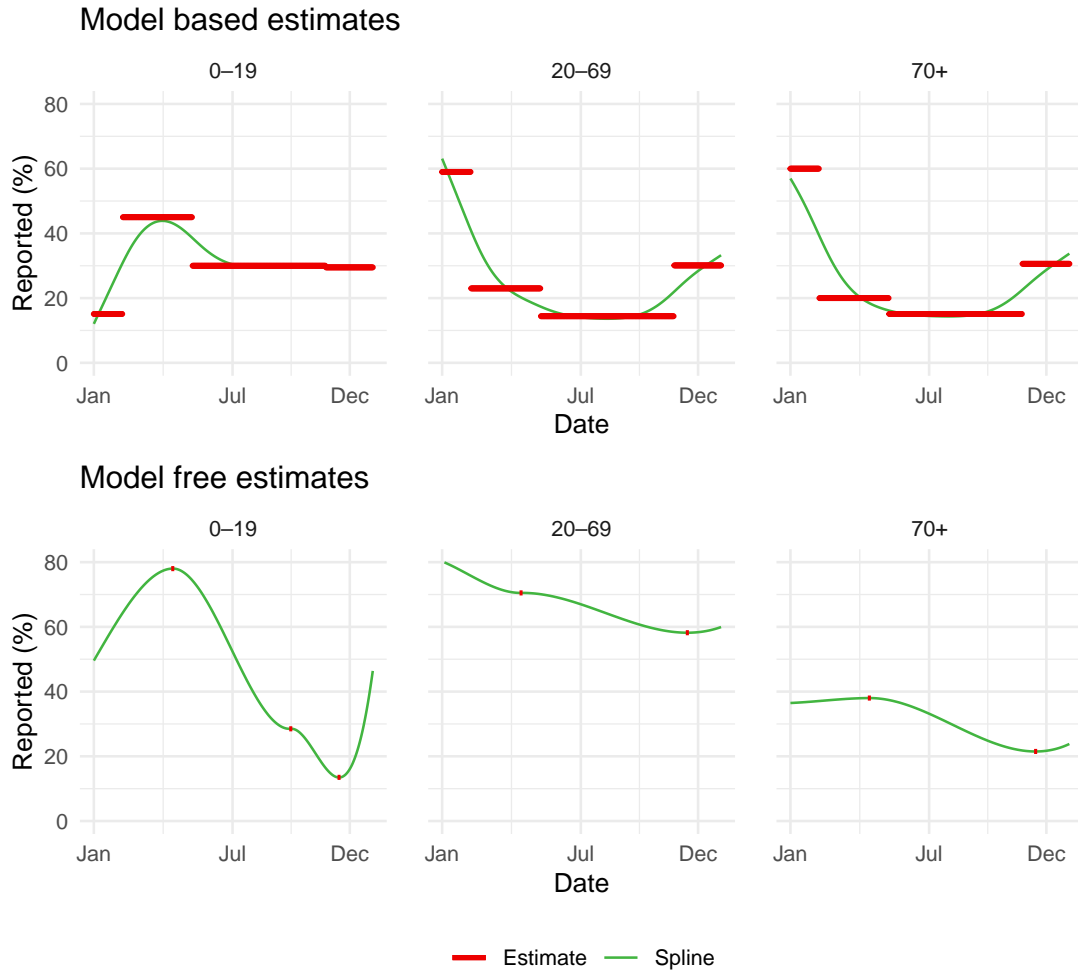 Model based estimates
0–19 20–69 70+
80
60
40
20
0
Reported (%)
Jan Jul Dec Jan Jul Dec Jan Jul Dec
Date
Model free estimates
0–19 20–69 70+
80
60
40
20
0
Reported (%)
Jan Jul Dec Jan Jul Dec Jan Jul Dec
Date
Estimate Spline